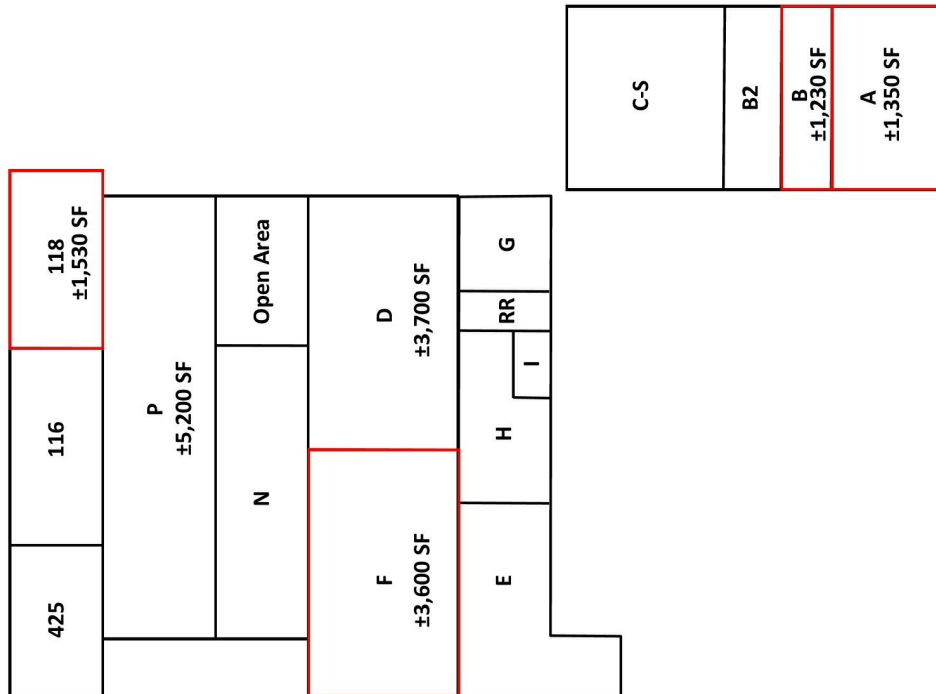 C-S
B2
B
±1,230 SF
A
±1,350 SF
118
±1,530 SF
116
425
P
±5,200 SF
Open Area
N
D
±3,700 SF
F
±3,600 SF
G
RR
I
H
E